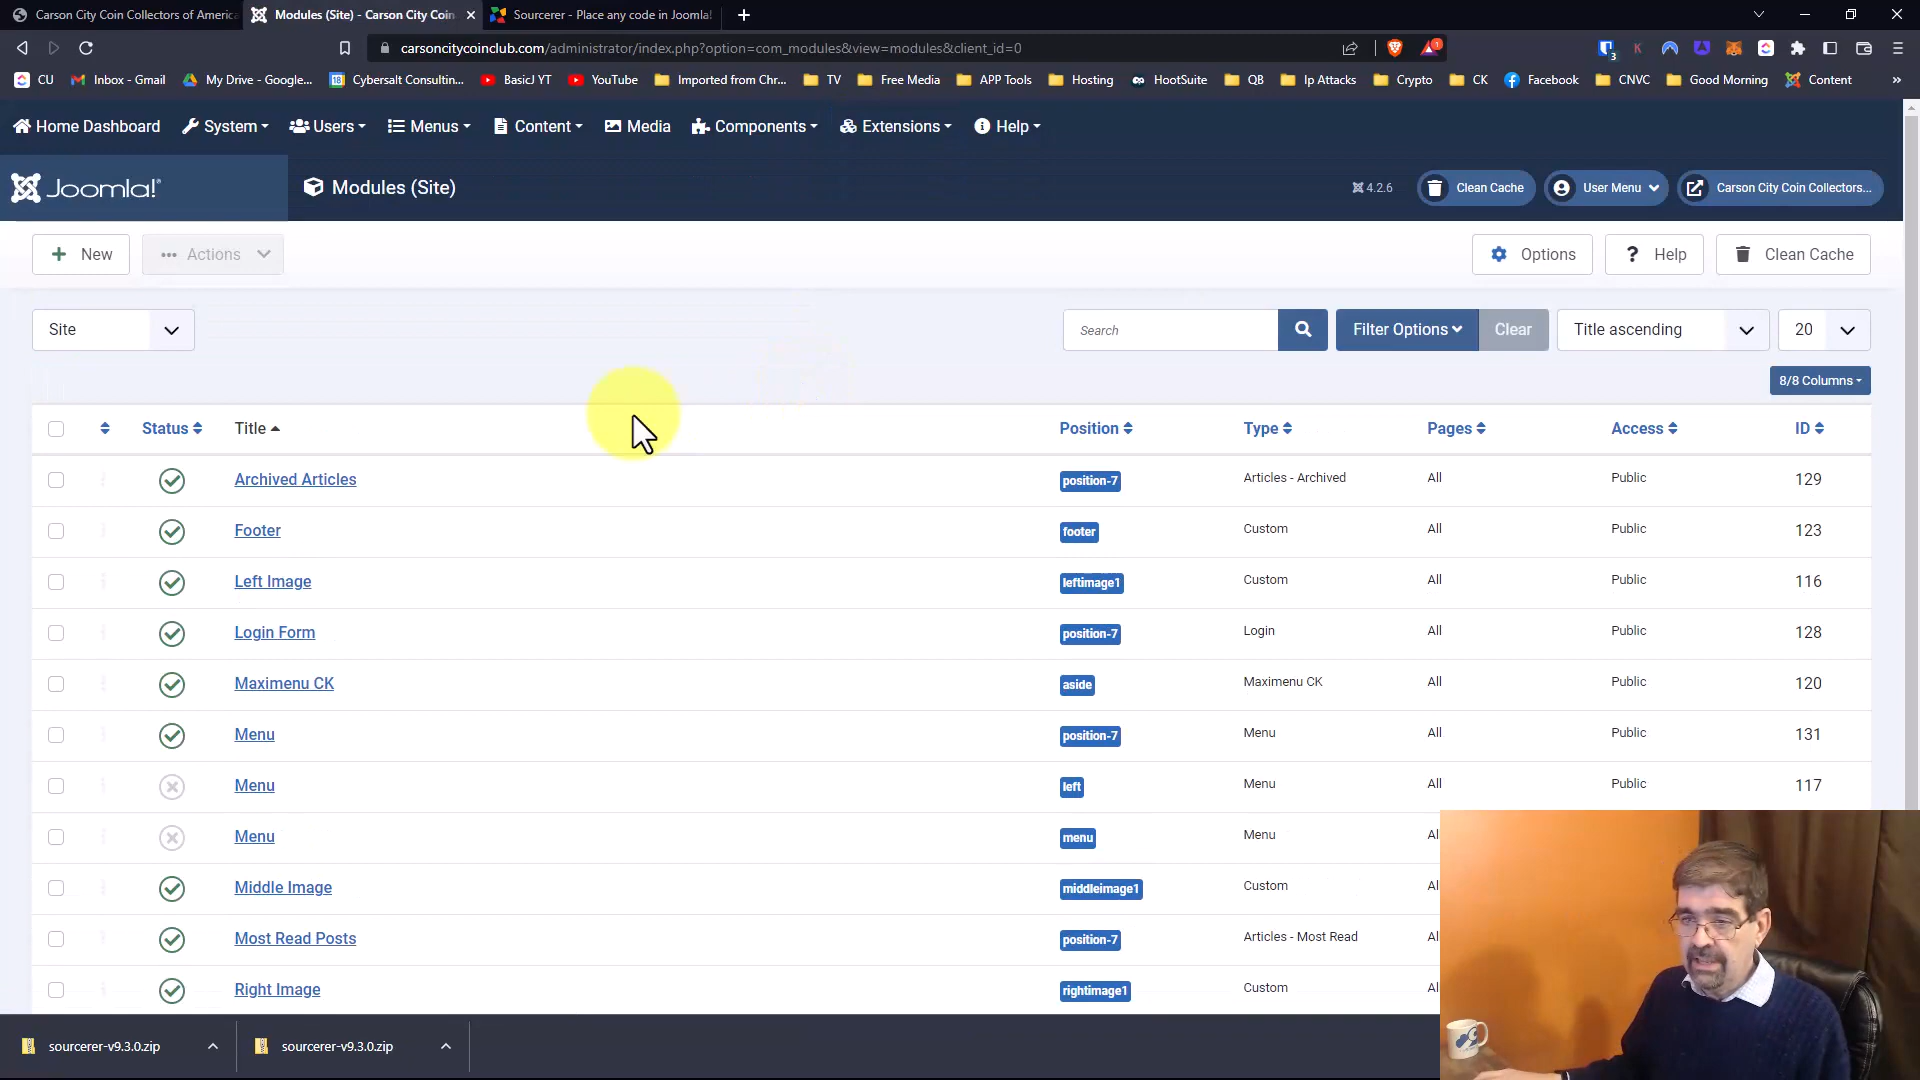 Carson City Coin Collectors of America
Modules (Site) - Carson City Coin
Sourcerer - Place any code in Joomla!
carsoncitycoinclub.com/administrator/index.php?option=com_modules&view=modules&client_id=0
CU
Inbox - Gmail
My Drive - Google...
Cybersalt Consultin...
BasicJ YT
YouTube
Imported from Chr...
TV
Free Media
APP Tools
Hosting
HootSuite
QB
Ip Attacks
Crypto
CK
Facebook
CNVC
Good Morning
Content
»
Home Dashboard
System
Users
Menus
Content
Media
Components
Extensions
Help
Joomla!
Modules (Site)
4.2.6
Clean Cache
User Menu
Carson City Coin Collectors...
New
Actions
Options
? Help
Clean Cache
Site
Search
Filter Options
Clear
Title ascending
20
8/8 Columns
Status Title Position Type Pages Access ID
Archived Articles position-7 Articles - Archived All Public 129
Footer footer Custom All Public 123
Left Image leftimage1 Custom All Public 116
Login Form position-7 Login All Public 128
Maximenu CK aside Maximenu CK All Public 120
Menu position-7 Menu All Public 131
Menu left Menu All Public 117
Menu menu Menu Al
Middle Image middleimage1 Custom Al
Most Read Posts position-7 Articles - Most Read Al
Right Image rightimage1 Custom Al
sourcerer-v9.3.0.zip
sourcerer-v9.3.0.zip